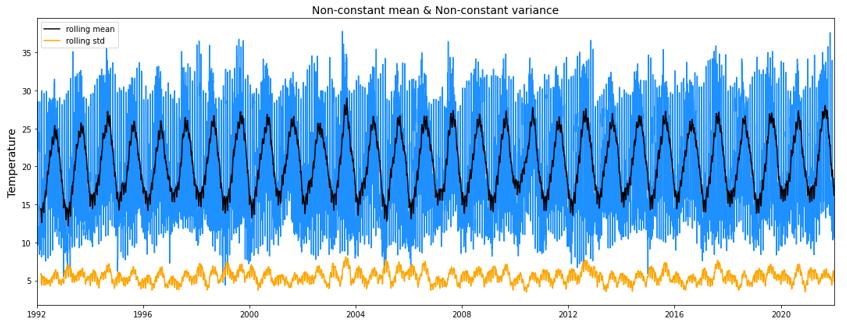 Non-constant mean & Non-constant variance
rolling mean
rolling std
Temperature
35
30
25
20
15
10
5
1992 1996 2000 2004 2008 2012 2016 2020